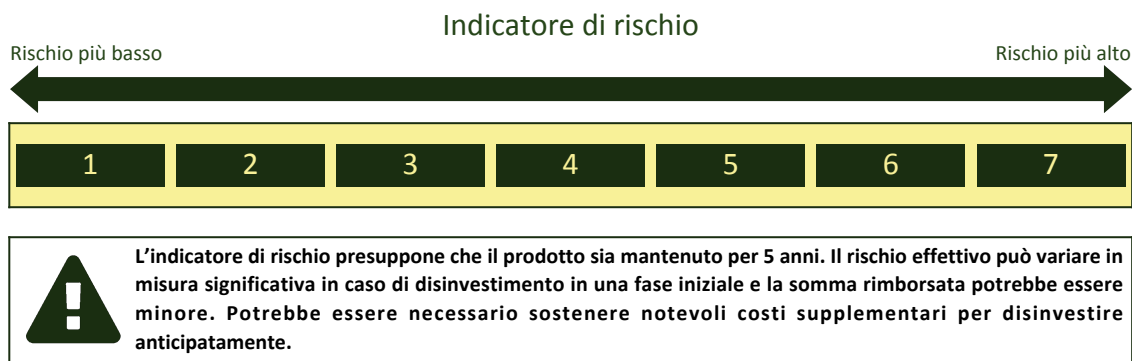 Indicatore di rischio
Rischio più basso
Rischio più alto
1 2 3 4 5 6 7
L'indicatore di rischio presuppone che il prodotto sia mantenuto per 5 anni. Il rischio effettivo può variare in
misura significativa in caso di disinvestimento in una fase iniziale e la somma rimborsata potrebbe essere
minore. Potrebbe essere necessario sostenere notevoli costi supplementari per disinvestire
anticipatamente.